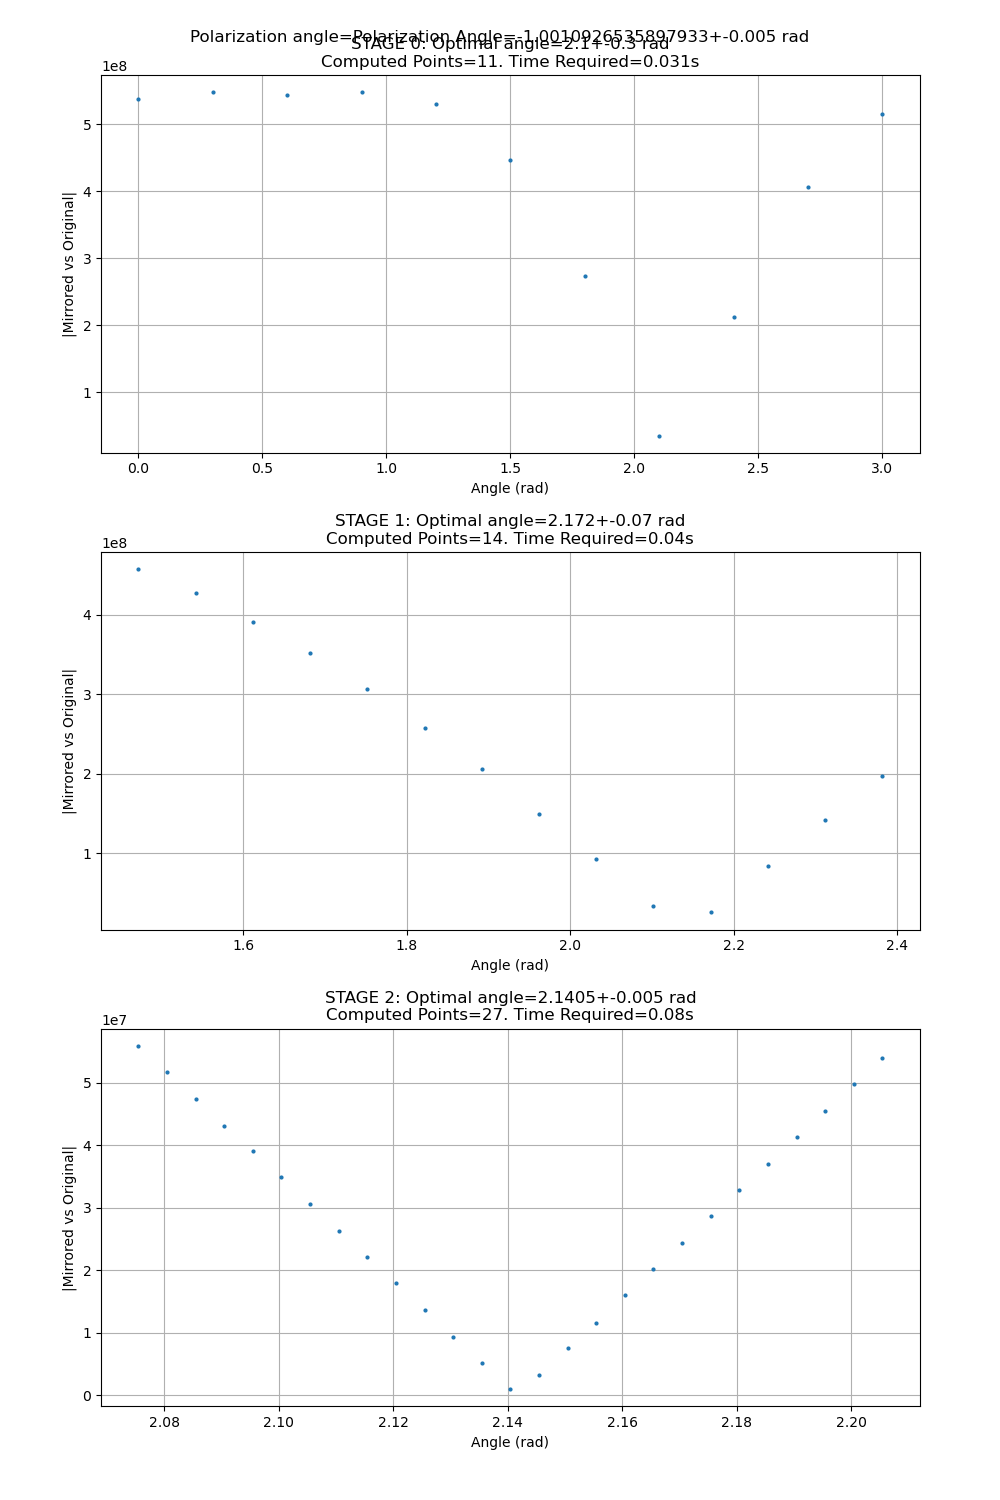 Polarization angle=Polarization Angle=-1.0010926535897933+-0.005 rad
STAGE 0: Optimal angle=2.1+-0.3 rad
Computed Points=11. Time Required=0.031s
1e8
5
4
3
2
1
|Mirrored vs Original|
0.0 0.5 1.0 1.5 2.0 2.5 3.0
Angle (rad)
STAGE 1: Optimal angle=2.172+-0.07 rad
Computed Points=14. Time Required=0.04s
1e8
4
3
2
1
|Mirrored vs Original|
1.6 1.8 2.0 2.2 2.4
Angle (rad)
STAGE 2: Optimal angle=2.1405+-0.005 rad
Computed Points=27. Time Required=0.08s
1e7
5
4
3
2
1
0
|Mirrored vs Original|
2.08 2.10 2.12 2.14 2.16 2.18 2.20
Angle (rad)